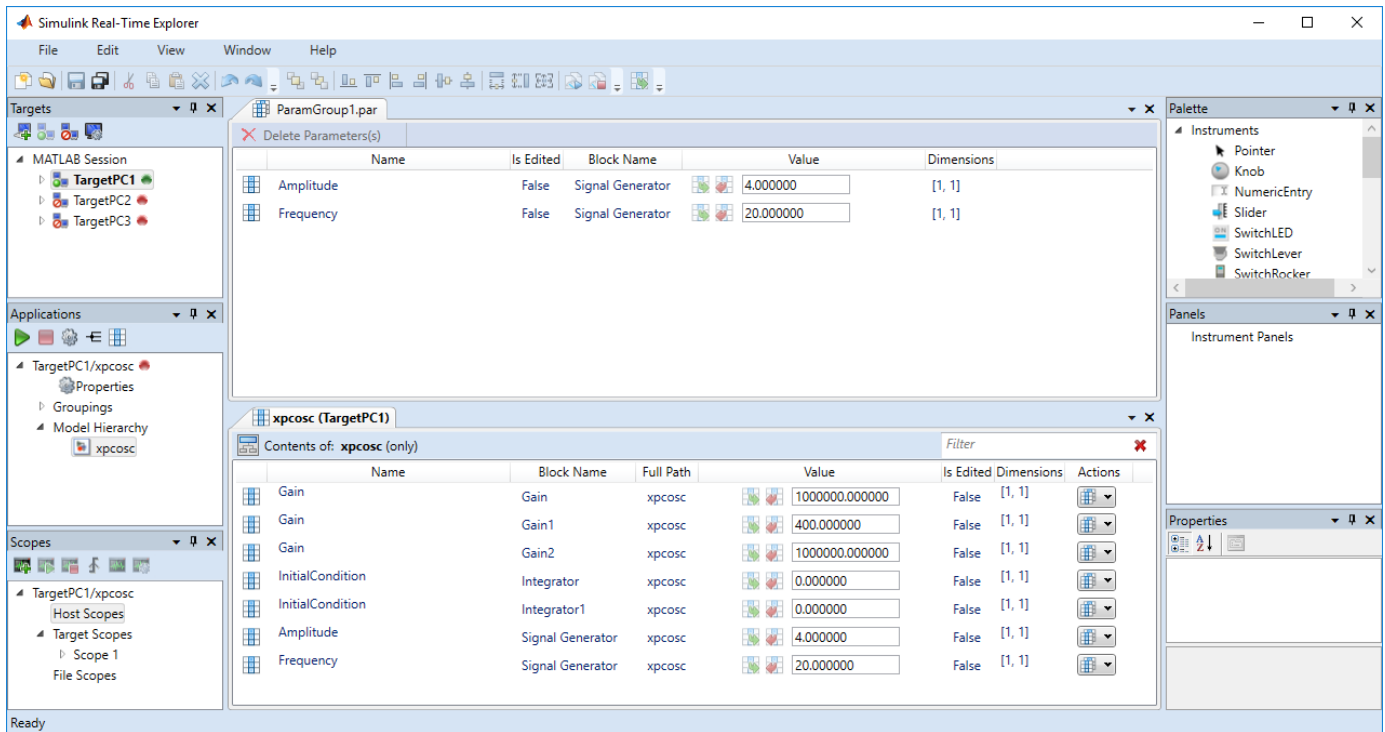 Simulink Real-Time Explorer
File Edit View Window Help
Targets
MATLAB Session
TargetPC1
TargetPC2
TargetPC3
Applications
TargetPC1/xpcosc
Properties
Groupings
Model Hierarchy
xpcosc
Scopes
TargetPC1/xpcosc
Host Scopes
Target Scopes
Scope 1
File Scopes
ParamGroup1.par
Delete Parameters(s)
Name Is Edited Block Name Value Dimensions
Amplitude False Signal Generator 4.000000 [1, 1]
Frequency False Signal Generator 20.000000 [1, 1]
xpcosc (TargetPC1)
Contents of: xpcosc (only) Filter
Name Block Name Full Path Value Is Edited Dimensions Actions
Gain Gain xpcosc 1000000.000000 False [1, 1]
Gain Gain1 xpcosc 400.000000 False [1, 1]
Gain Gain2 xpcosc 1000000.000000 False [1, 1]
InitialCondition Integrator xpcosc 0.000000 False [1, 1]
InitialCondition Integrator1 xpcosc 0.000000 False [1, 1]
Amplitude Signal Generator xpcosc 4.000000 False [1, 1]
Frequency Signal Generator xpcosc 20.000000 False [1, 1]
Palette
Instruments
Pointer
Knob
NumericEntry
Slider
SwitchLED
SwitchLever
SwitchRocker
Panels
Instrument Panels
Properties
Ready